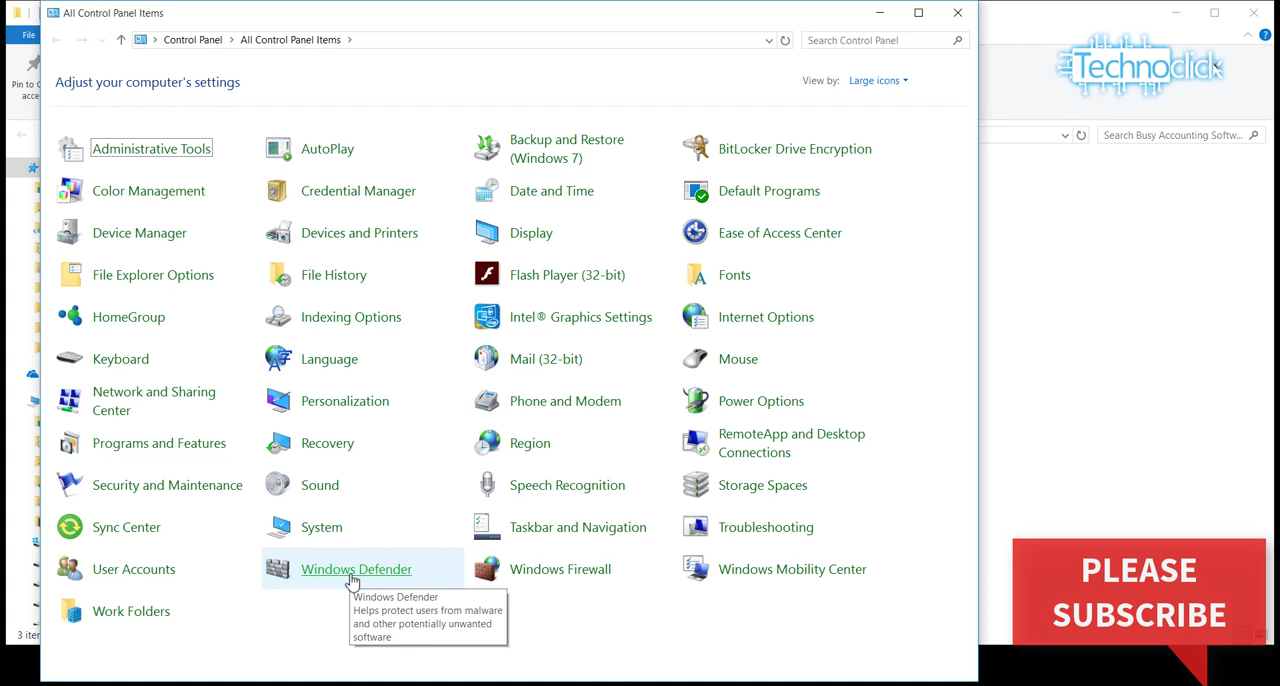 All Control Panel Items
File
Control Panel
All Control Panel Items
Search Control Panel
Technoclick
Pin to
acce
Adjust your computer's settings
View by:
Large icons
Search Busy Accounting Softw...
Administrative Tools
AutoPlay
Backup and Restore
(Windows 7)
BitLocker Drive Encryption
Color Management
Credential Manager
Date and Time
Default Programs
Device Manager
Devices and Printers
Display
Ease of Access Center
File Explorer Options
File History
Flash Player (32-bit)
Fonts
HomeGroup
Indexing Options
Intel® Graphics Settings
Internet Options
Keyboard
Language
Mail (32-bit)
Mouse
Network and Sharing
Center
Personalization
Phone and Modem
Power Options
Programs and Features
Recovery
Region
RemoteApp and Desktop
Connections
Security and Maintenance
Sound
Speech Recognition
Storage Spaces
Sync Center
System
Taskbar and Navigation
Troubleshooting
User Accounts
Windows Defender
Windows Firewall
Windows Mobility Center
Work Folders
Windows Defender
Helps protect users from malware
and other potentially unwanted
software
3 iter
PLEASE
SUBSCRIBE